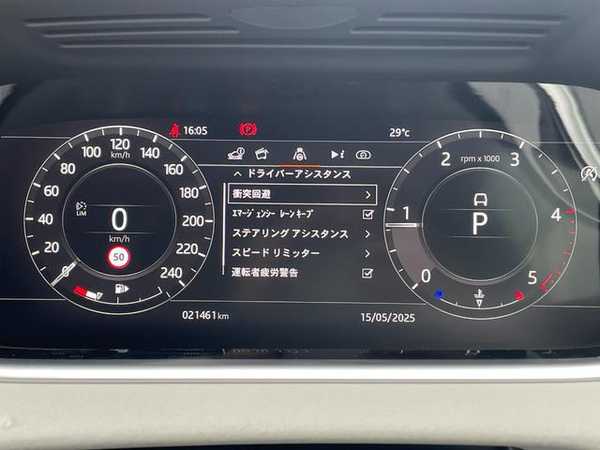 16:05
P
29℃
0
20
40
60
80
100
120
140
160
180
200
220
240
km/h
LIM
0
km/h
50
i
ドライバーアシスタンス
衝突回避
ｴﾏｰｼﾞｪﾝｼｰ ﾚｰﾝｷｰﾌﾟ
ステアリングアシスタンス
スピードリミッター
運転者疲労警告
0
1
2
3
4
5
rpm x 1000
P
021461 km
15/05/2025